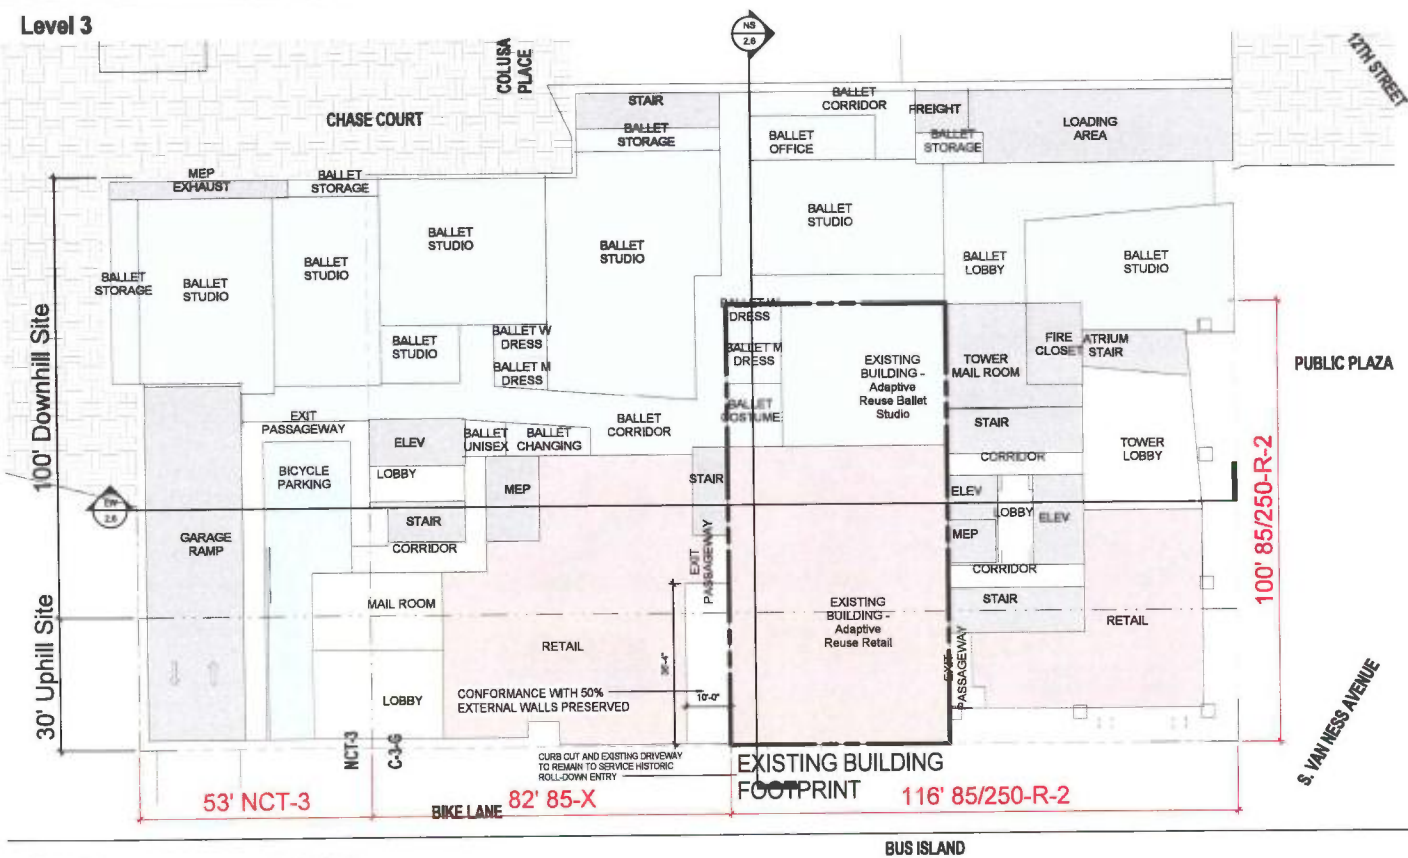 Level 3
NS
2.6
COLUSA
PLACE
12TH STREET
CHASE COURT
STAIR
BALLET
STORAGE
BALLET
CORRIDOR
BALLET
OFFICE
FREIGHT
BALLET
STORAGE
LOADING
AREA
MEP
EXHAUST
BALLET
STORAGE
BALLET
STORAGE
BALLET
STUDIO
BALLET
STUDIO
BALLET
STUDIO
BALLET
STUDIO
BALLET
STUDIO
BALLET
LOBBY
BALLET
STUDIO
BALLET
STUDIO
BALLET W
DRESS
BALLET M
DRESS
BALLET W
DRESS
BALLET M
DRESS
BALLET
COSTUME
EXISTING
BUILDING -
Adaptive
Reuse Ballet
Studio
TOWER
MAIL ROOM
FIRE
CLOSET
ATRIUM
STAIR
PUBLIC PLAZA
100' Downhill Site
30' Uphill Site
EXIT
PASSAGEWAY
ELEV
BALLET
UNISEX
BALLET
CHANGING
BALLET
CORRIDOR
STAIR
CORRIDOR
TOWER
LOBBY
BICYCLE
PARKING
LOBBY
MEP
STAIR
ELEV
LOBBY
ELEV
EW
2.6
GARAGE
RAMP
STAIR
CORRIDOR
EXIT
PASSAGEWAY
MEP
CORRIDOR
STAIR
100' 85/250-R-2
MAIL ROOM
RETAIL
EXISTING
BUILDING -
Adaptive
Reuse Retail
RETAIL
EXIT
PASSAGEWAY
LOBBY
CONFORMANCE WITH 50%
EXTERNAL WALLS PRESERVED
36'-4"
10'-0"
NCT-3
C-3-G
CURB CUT AND EXISTING DRIVEWAY
TO REMAIN TO SERVICE HISTORIC
ROLL-DOWN ENTRY
EXISTING BUILDING
FOOTPRINT
S. VAN NESS AVENUE
53' NCT-3
82' 85-X
116' 85/250-R-2
BIKE LANE
BUS ISLAND